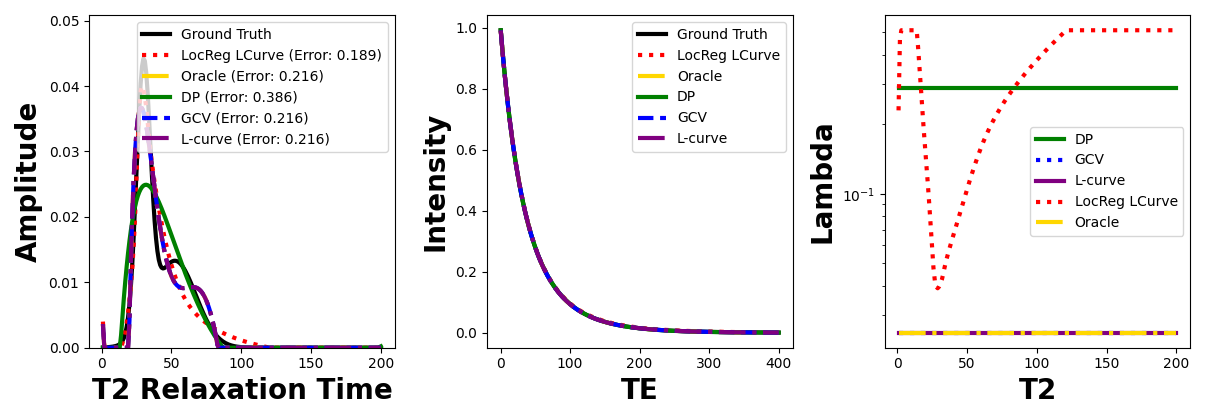 Amplitude
0.05
0.04
0.03
0.02
0.01
0.00
Ground Truth
LocReg LCurve (Error: 0.189)
Oracle (Error: 0.216)
DP (Error: 0.386)
GCV (Error: 0.216)
L-curve (Error: 0.216)
0 50 100 150 200
T2 Relaxation Time
Intensity
1.0
0.8
0.6
0.4
0.2
0.0
Ground Truth
LocReg LCurve
Oracle
DP
GCV
L-curve
0 100 200 300 400
TE
Lambda
10⁻¹
DP
GCV
L-curve
LocReg LCurve
Oracle
0 50 100 150 200
T2